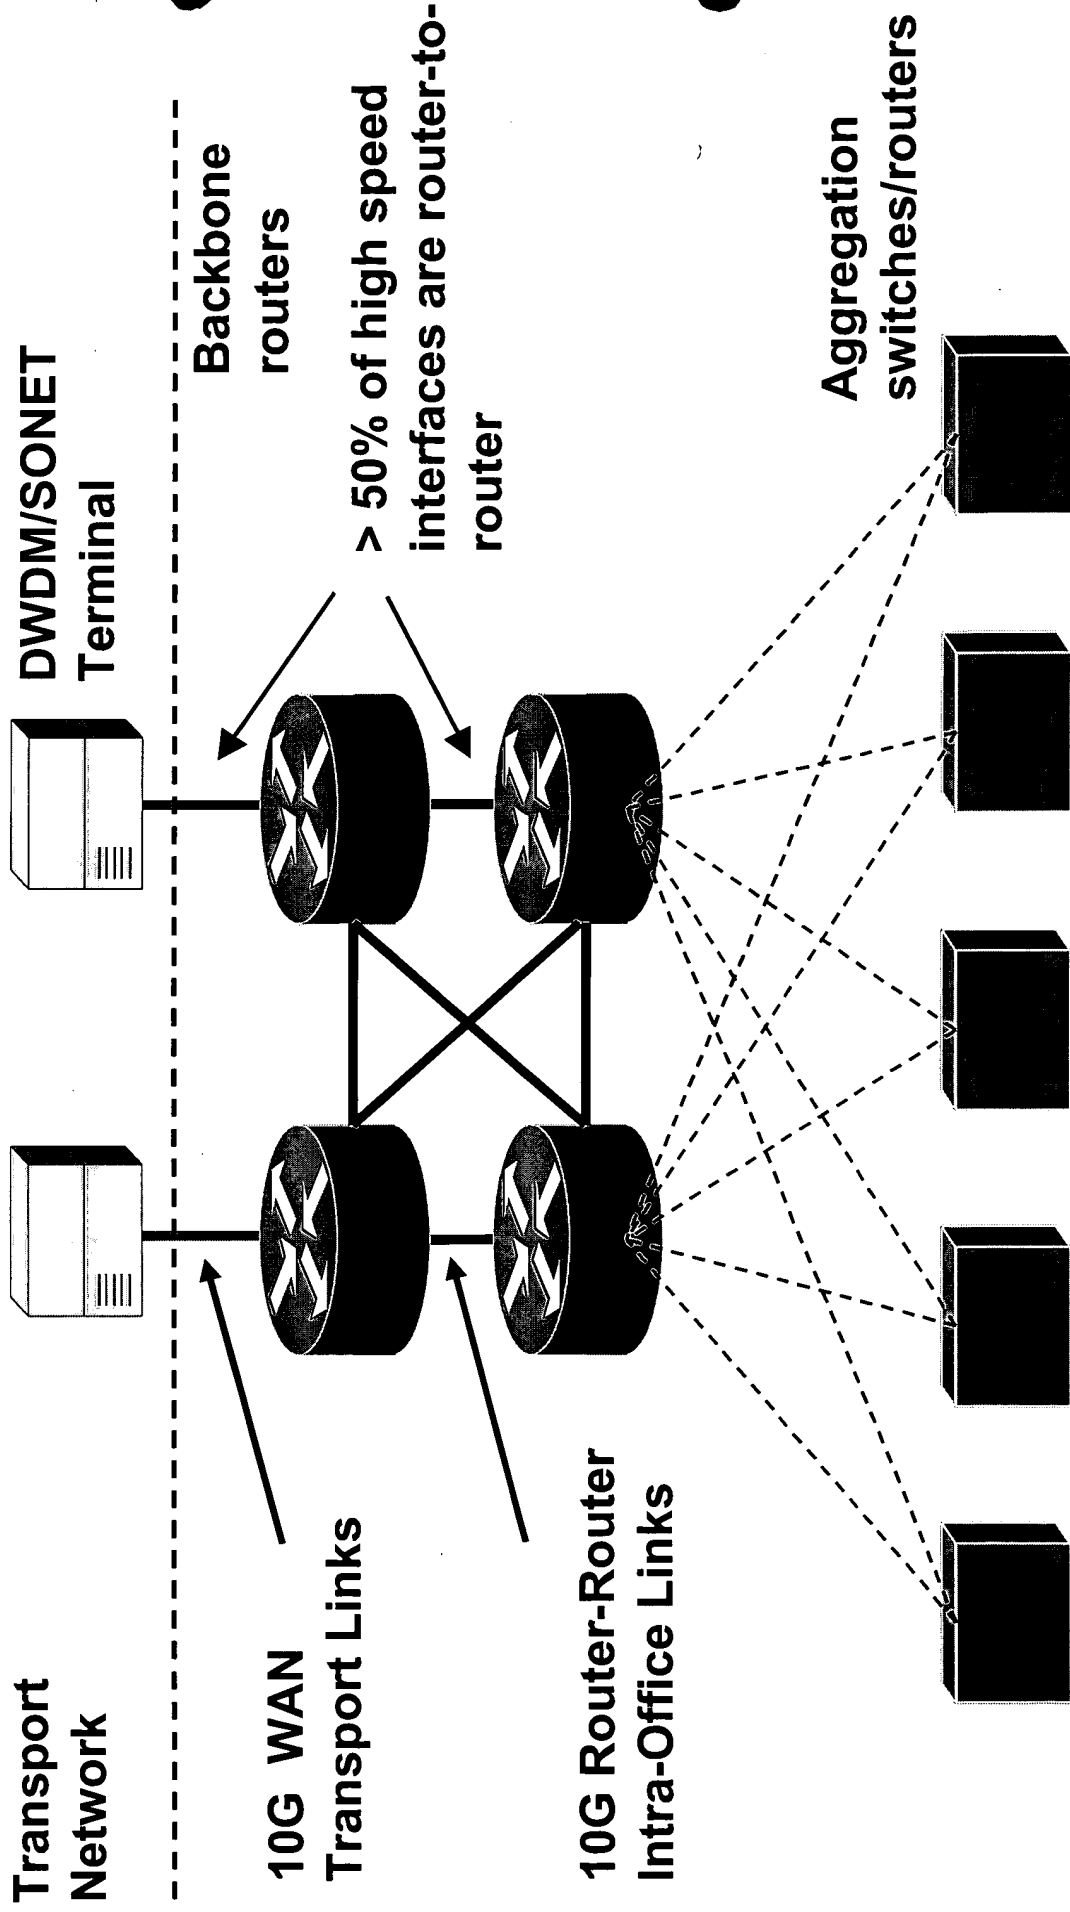 Transport
Network
DWDM/SONET
Terminal
Backbone
routers
10G WAN
Transport Links
> 50% of high speed
interfaces are router-to-
router
10G Router-Router
Intra-Office Links
Aggregation
switches/routers